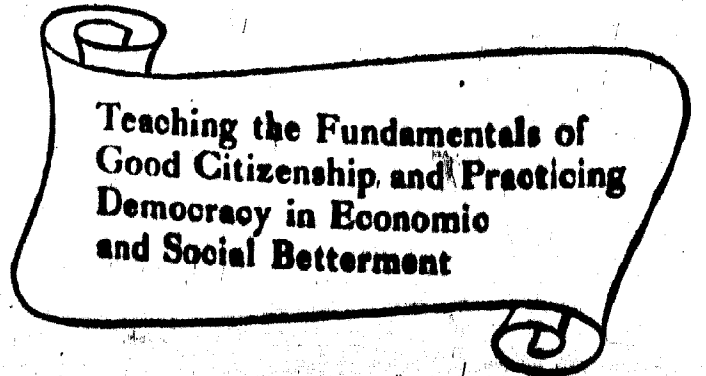 Teaching the Fundamentals of
Good Citizenship, and Practicing
Democracy in Economic
and Social Betterment